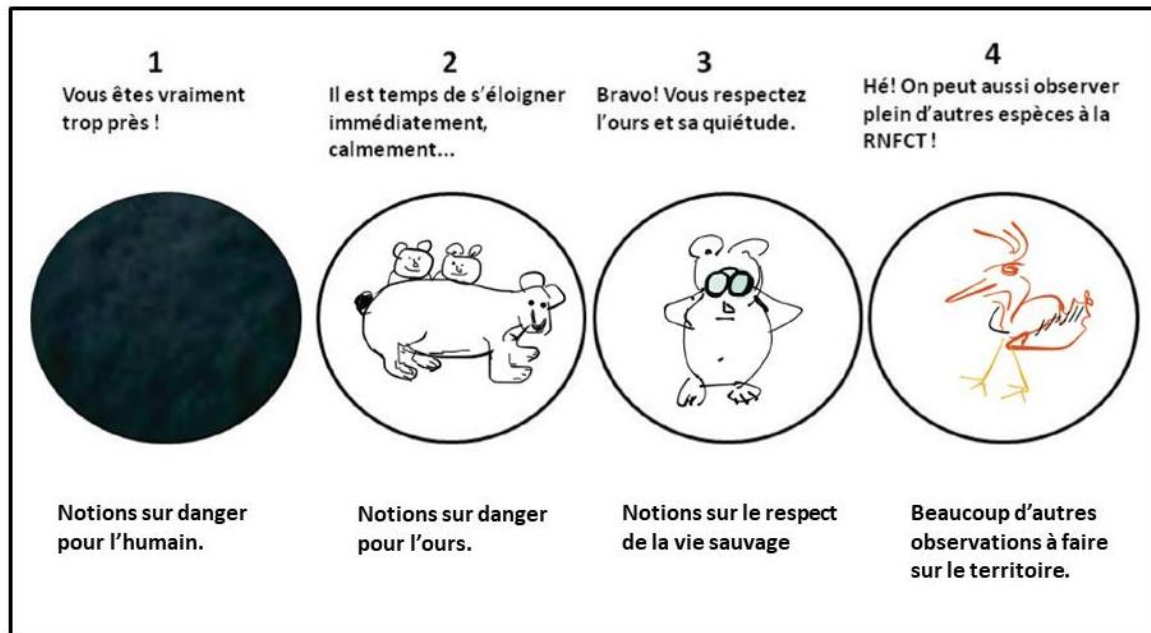 1
Vous êtes vraiment
trop près !
2
Il est temps de s'éloigner
immédiatement,
calmement...
3
Bravo! Vous respectez
l'ours et sa quiétude.
4
Hé! On peut aussi observer
plein d'autres espèces à la
RNFCT !
Notions sur danger
pour l'humain.
Notions sur danger
pour l'ours.
Notions sur le respect
de la vie sauvage
Beaucoup d'autres
observations à faire
sur le territoire.